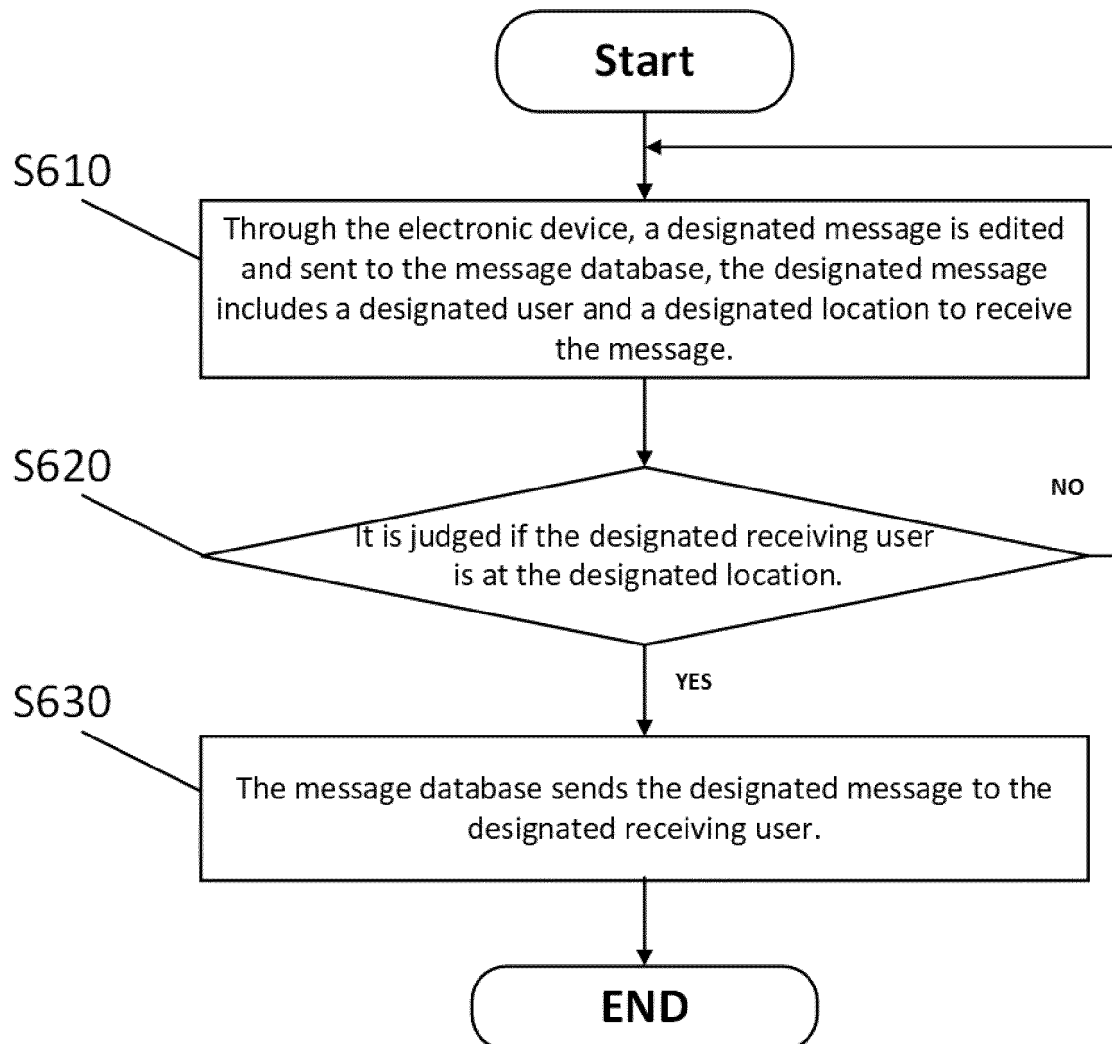 Start
S610
Through the electronic device, a designated message is edited
and sent to the message database, the designated message
includes a designated user and a designated location to receive
the message.
S620
NO
It is judged if the designated receiving user
is at the designated location.
YES
S630
The message database sends the designated message to the
designated receiving user.
END